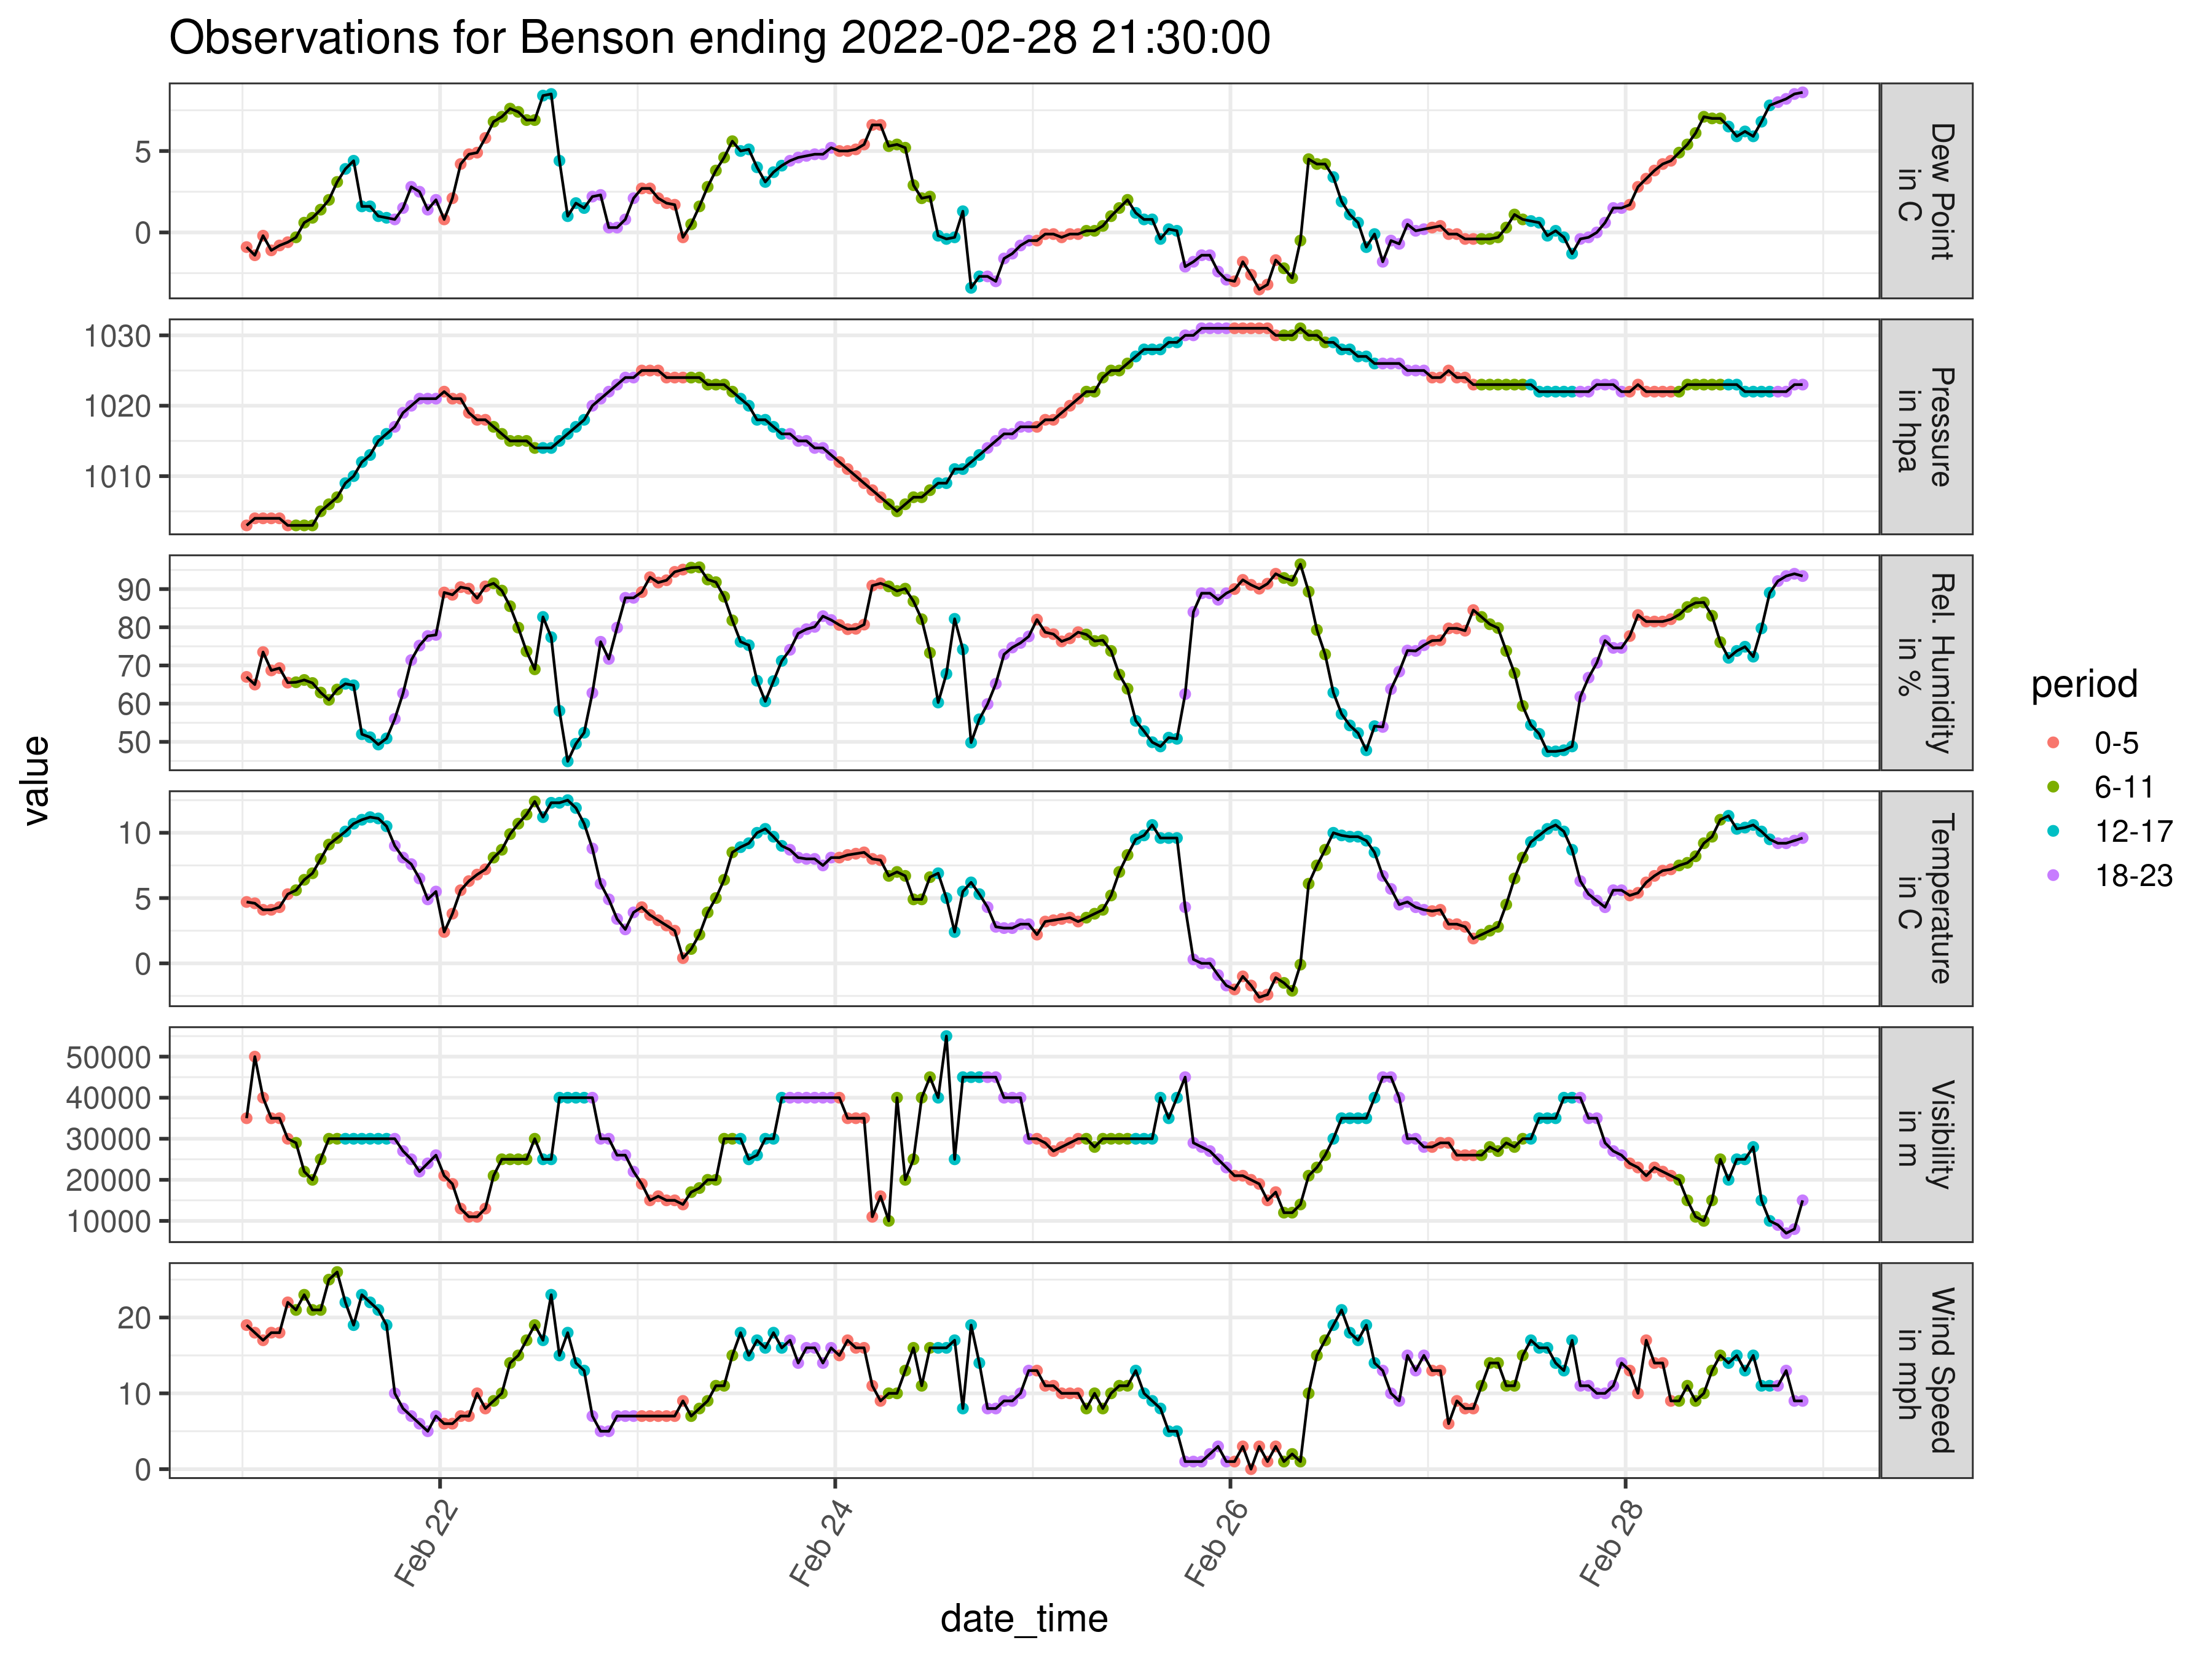 Observations for Benson ending 2022-02-28 21:30:00
value
5
0
Dew Point
in C
1030
1020
1010
Pressure
in hpa
90
80
70
60
50
Rel. Humidity
in %
10
5
0
Temperature
in C
50000
40000
30000
20000
10000
Visibility
in m
20
10
0
Wind Speed
in mph
Feb 22
Feb 24
Feb 26
Feb 28
date_time
period
0-5
6-11
12-17
18-23